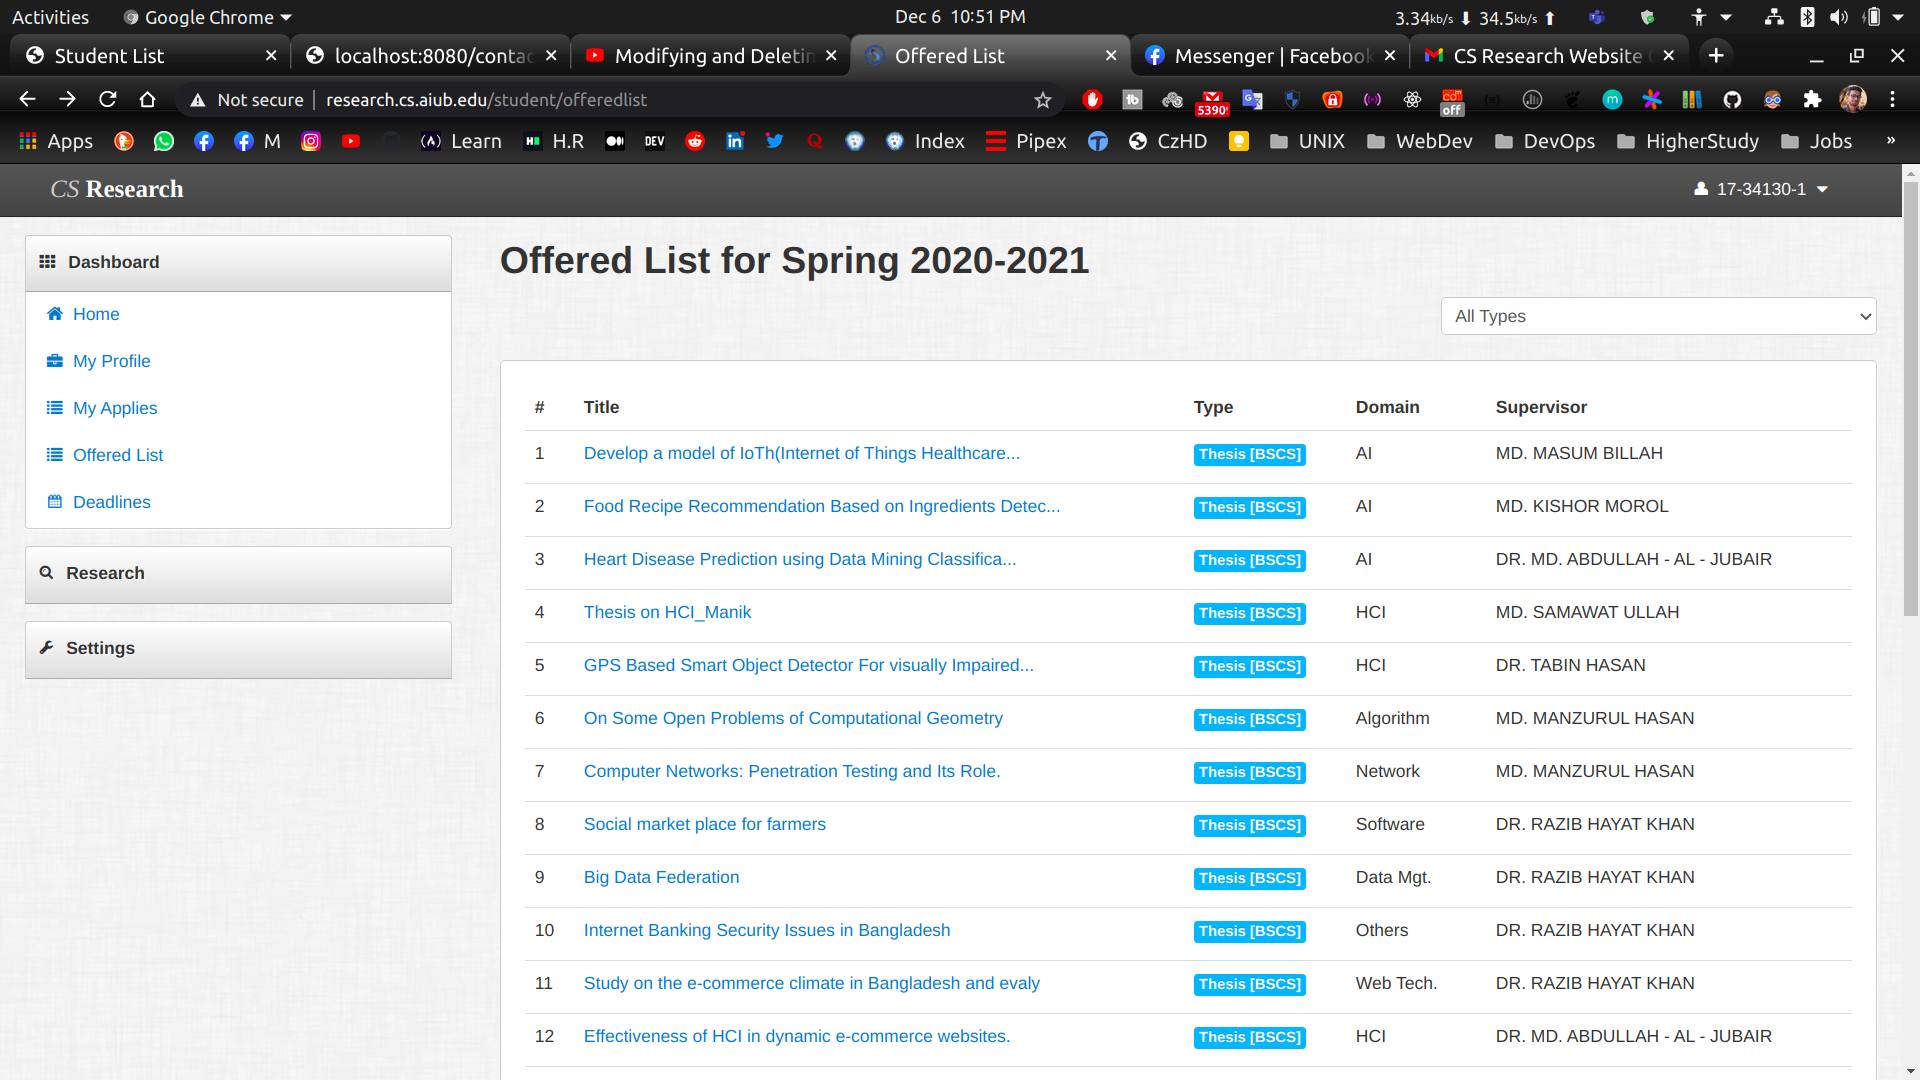 Activities Google Chrome Dec 6 10:51 PM 3.34kb/s 34.5kb/s
Student List localhost:8080/contac Modifying and Deletin Offered List Messenger | Facebook CS Research Website
Not secure research.cs.aiub.edu/student/offeredlist 5390 off
Apps M Learn H.R DEV Index Pipex CzHD UNIX WebDev DevOps HigherStudy Jobs »
CS Research 17-34130-1
Dashboard
Home
My Profile
My Applies
Offered List
Deadlines
Research
Settings
Offered List for Spring 2020-2021
All Types
# Title Type Domain Supervisor
1 Develop a model of IoTh(Internet of Things Healthcare... Thesis [BSCS] AI MD. MASUM BILLAH
2 Food Recipe Recommendation Based on Ingredients Detec... Thesis [BSCS] AI MD. KISHOR MOROL
3 Heart Disease Prediction using Data Mining Classifica... Thesis [BSCS] AI DR. MD. ABDULLAH - AL - JUBAIR
4 Thesis on HCI_Manik Thesis [BSCS] HCI MD. SAMAWAT ULLAH
5 GPS Based Smart Object Detector For visually Impaired... Thesis [BSCS] HCI DR. TABIN HASAN
6 On Some Open Problems of Computational Geometry Thesis [BSCS] Algorithm MD. MANZURUL HASAN
7 Computer Networks: Penetration Testing and Its Role. Thesis [BSCS] Network MD. MANZURUL HASAN
8 Social market place for farmers Thesis [BSCS] Software DR. RAZIB HAYAT KHAN
9 Big Data Federation Thesis [BSCS] Data Mgt. DR. RAZIB HAYAT KHAN
10 Internet Banking Security Issues in Bangladesh Thesis [BSCS] Others DR. RAZIB HAYAT KHAN
11 Study on the e-commerce climate in Bangladesh and evaly Thesis [BSCS] Web Tech. DR. RAZIB HAYAT KHAN
12 Effectiveness of HCI in dynamic e-commerce websites. Thesis [BSCS] HCI DR. MD. ABDULLAH - AL - JUBAIR